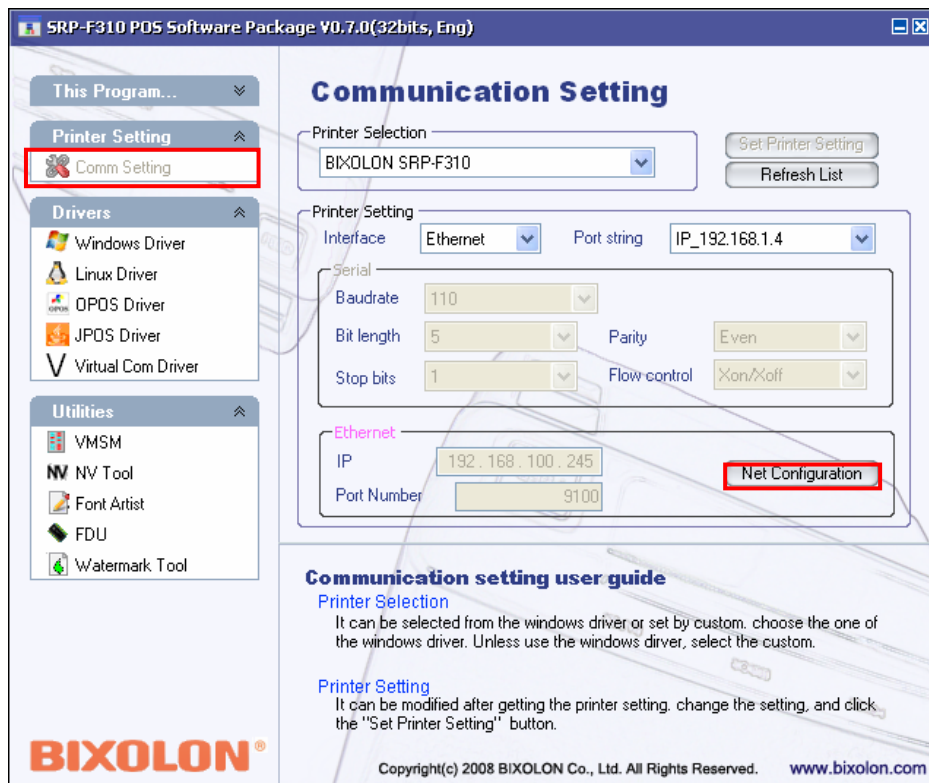 SRP-F310 POS Software Package V0.7.0(32bits, Eng)
This Program...
Printer Setting
Comm Setting
Drivers
Windows Driver
Linux Driver
OPOS
OPOS Driver
JPOS Driver
Virtual Com Driver
Utilities
VMSM
NV NV Tool
Font Artist
FDU
Watermark Tool
BIXOLON®
Communication Setting
Printer Selection
BIXOLON SRP-F310
Set Printer Setting
Refresh List
Printer Setting
Interface Ethernet Port string IP_192.168.1.4
Serial
Baudrate 110
Bit length 5 Parity Even
Stop bits 1 Flow control Xon/Xoff
Ethernet
IP 192 . 168 . 100 . 245
Port Number 9100
Net Configuration
Communication setting user guide
Printer Selection
It can be selected from the windows driver or set by custom. choose the one of
the windows driver. Unless use the windows dirver, select the custom.
Printer Setting
It can be modified after getting the printer setting. change the setting, and click
the "Set Printer Setting" button.
Copyright(c) 2008 BIXOLON Co., Ltd. All Rights Reserved. www.bixolon.com